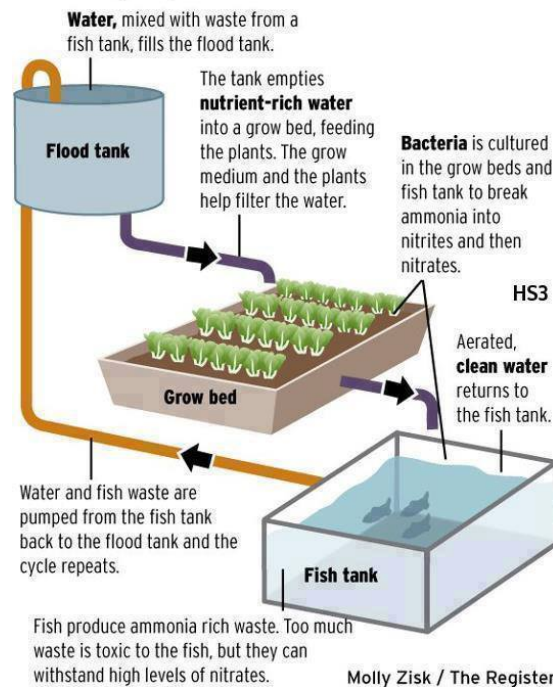 Water, mixed with waste from a
fish tank, fills the flood tank.
Flood tank
The tank empties
nutrient-rich water
into a grow bed, feeding
the plants. The grow
medium and the plants
help filter the water.
Bacteria is cultured
in the grow beds and
fish tank to break
ammonia into
nitrites and then
nitrates.
HS3
Grow bed
Aerated,
clean water
returns to
the fish tank.
Water and fish waste are
pumped from the fish tank
back to the flood tank and the
cycle repeats.
Fish tank
Fish produce ammonia rich waste. Too much
waste is toxic to the fish, but they can
withstand high levels of nitrates.
Molly Zisk / The Register